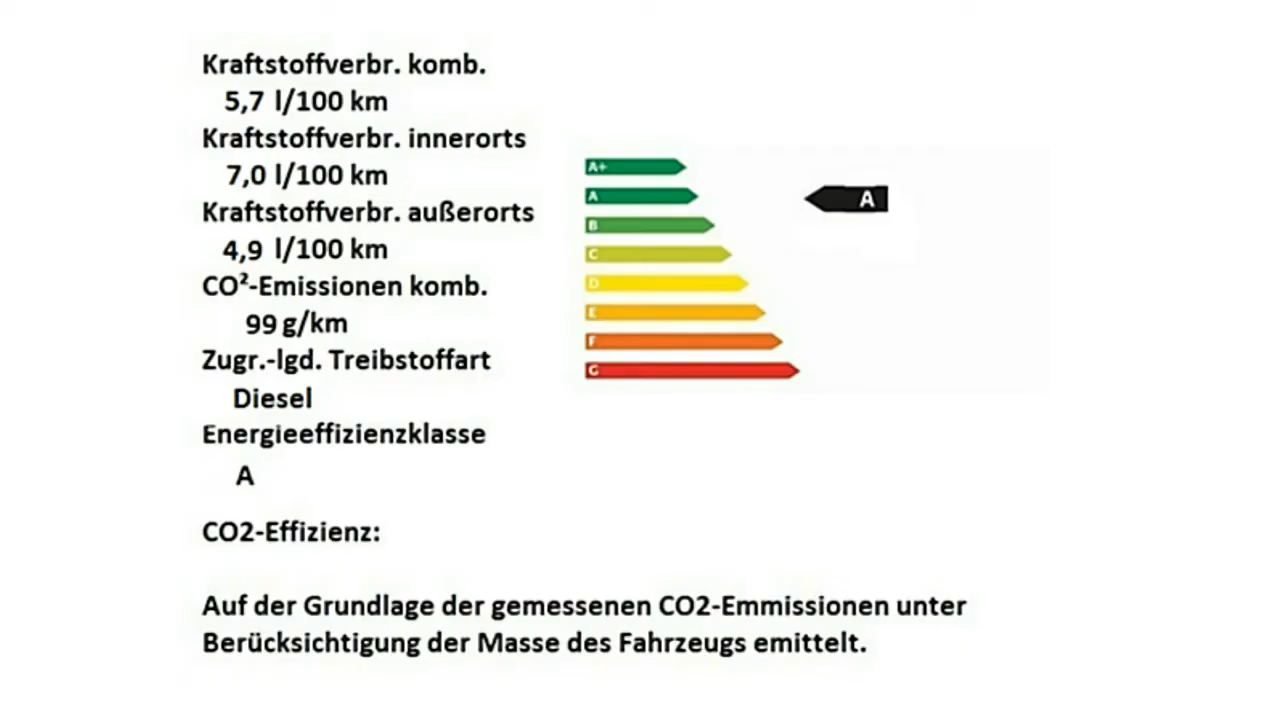 Kraftstoffverbr. komb.
5,7 l/100 km
Kraftstoffverbr. innerorts
7,0 l/100 km
Kraftstoffverbr. außerorts
4,9 l/100 km
CO²-Emissionen komb.
99 g/km
Zugr.-lgd. Treibstoffart
Diesel
Energieeffizienzklasse
A
A+
A
A
B
C
D
E
F
G
CO2-Effizienz:
Auf der Grundlage der gemessenen CO2-Emmissionen unter
Berücksichtigung der Masse des Fahrzeugs emittelt.